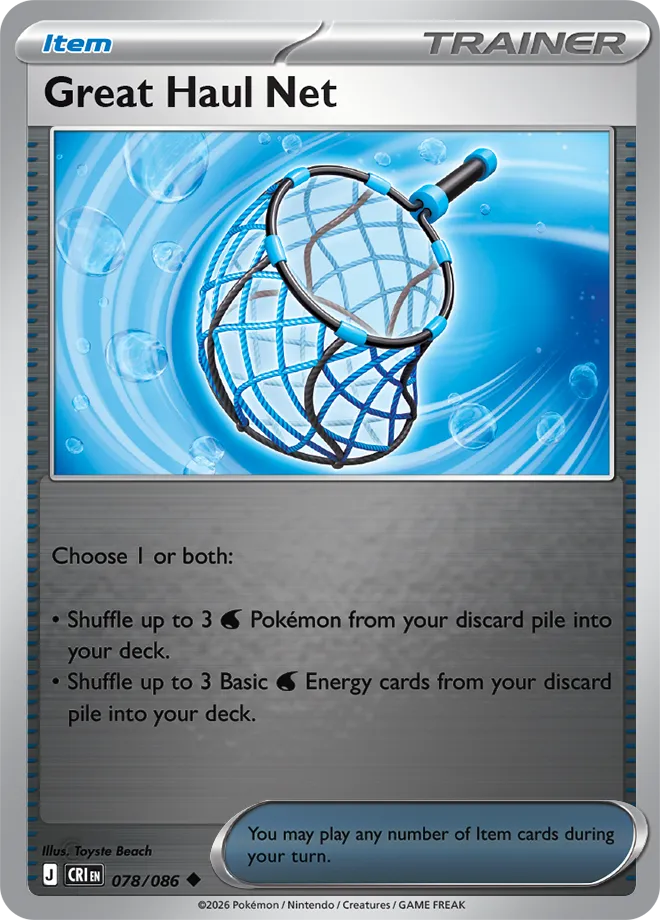 Item
TRAINER
Great Haul Net
Choose 1 or both:
• Shuffle up to 3 Pokémon from your discard pile into
your deck.
• Shuffle up to 3 Basic Energy cards from your discard
pile into your deck.
You may play any number of Item cards during
your turn.
Illus. Toyste Beach
J CRI EN 078/086
©2026 Pokémon / Nintendo / Creatures / GAME FREAK